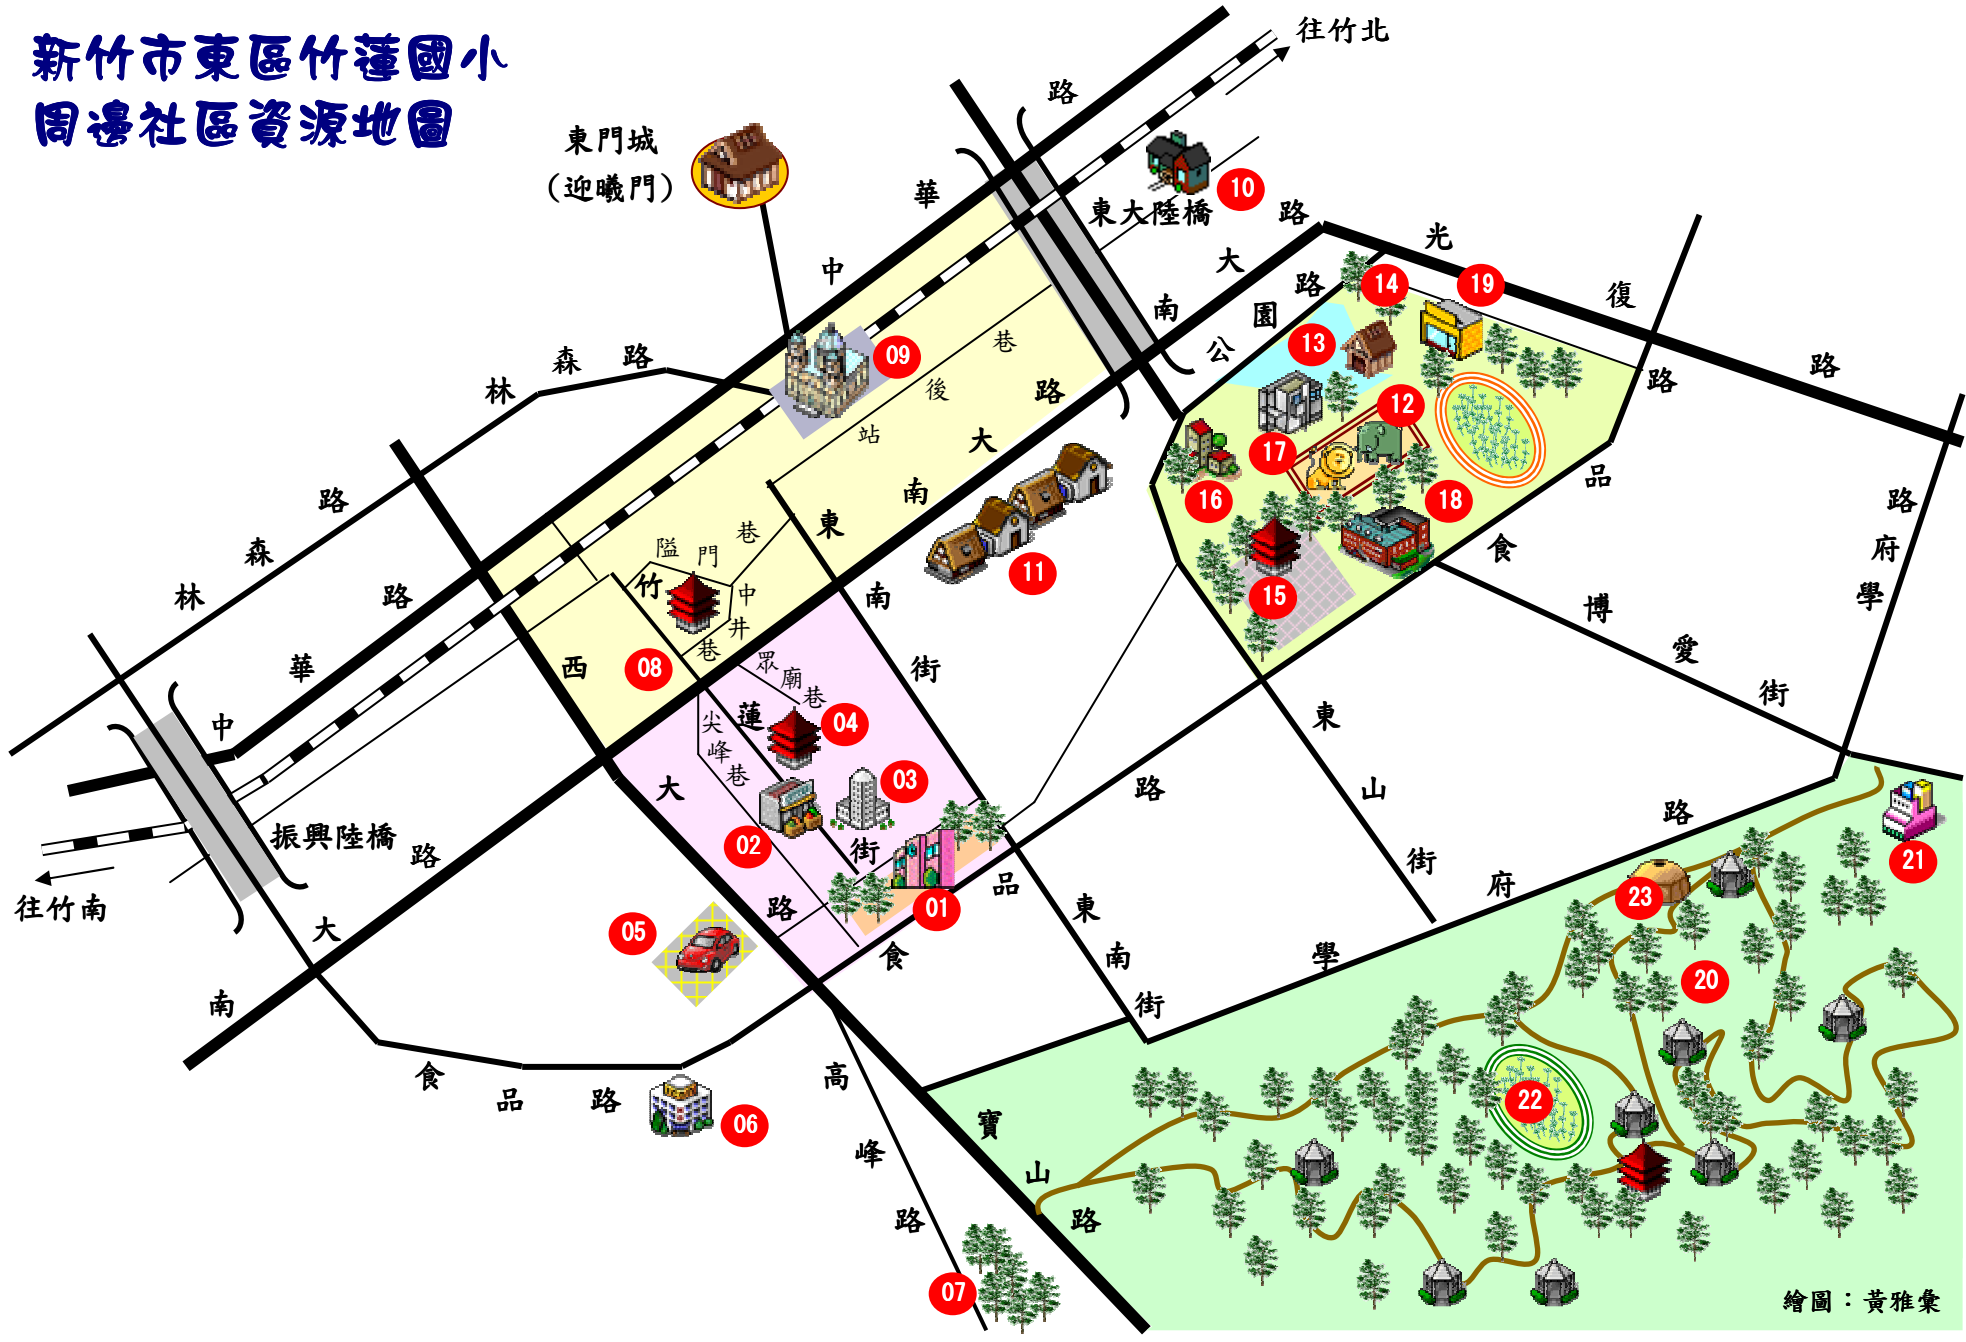 新竹市東區竹蓮國小
周邊社區資源地圖
往竹北
東門城
(迎曦門)
東大陸橋
10
中華路
林森路
09
站後巷
東大路
南大路
公園路
光復路
14
19
13
12
17
16
18
15
11
食品路
學府路
博愛街
林森路
中華路
西大路
竹蓮街
隘門巷
中井巷
08
眾廟巷
尖峰巷
04
03
02
01
東南街
東山街
振興陸橋
往竹南
南大路
05
食品路
06
食品路
東南街
學府路
高峰路
07
寶山路
21
23
20
22
繪圖：黃雅彙